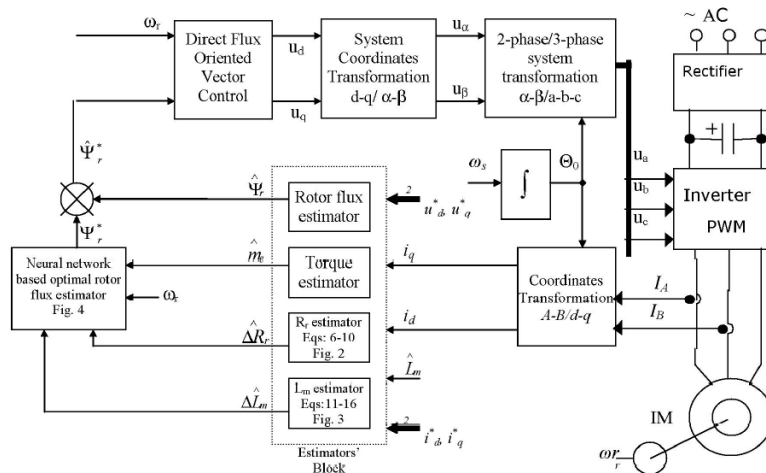 ωr
Direct Flux
Oriented
Vector
Control
ud
uq
System
Coordinates
Transformation
d-q/ α-β
uα
uβ
2-phase/3-phase
system
transformation
α-β/a-b-c
~ AC
Rectifier
+
Ψ̂*r
Ψ̂r
Ψ*r
Rotor flux
estimator
2
u*d, u*q
ωs
∫
Θ0
ua
ub
uc
Inverter
PWM
Neural network
based optimal rotor
flux estimator
Fig. 4
ωr
m̂e
Torque
estimator
iq
Coordinates
Transformation
A-B/d-q
IA
IB
ΔR̂r
Rr estimator
Eqs: 6-10
Fig. 2
id
ΔL̂m
Lm estimator
Eqs:11-16
Fig. 3
L̂m
2
i*d, i*q
Estimators'
Block
IM
ωrr